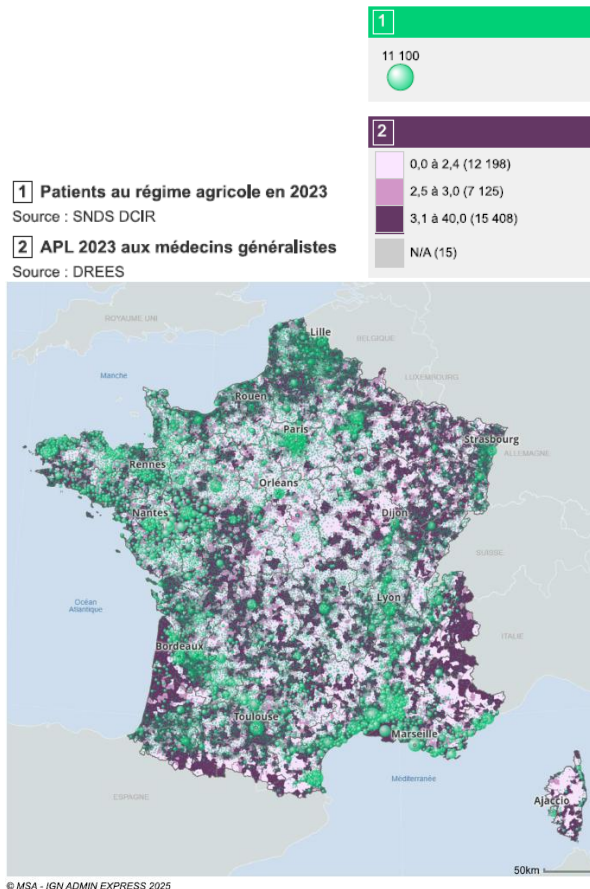 1
11 100
2
0,0 à 2,4 (12 198)
2,5 à 3,0 (7 125)
3,1 à 40,0 (15 408)
N/A (15)
1 Patients au régime agricole en 2023
Source : SNDS DCIR
2 APL 2023 aux médecins généralistes
Source : DREES
ROYAUME UNI
Lille
BELGIQUE
Manche
LUXEMBOURG
Rouen
Paris
Strasbourg
ALLEMAGNE
Rennes
Orléans
Nantes
Dijon
SUISSE
Océan
Atlantique
Lyon
ITALIE
Bordeaux
Toulouse
Marseille
Méditerranée
ESPAGNE
Ajaccio
50km
© MSA - IGN ADMIN EXPRESS 2025